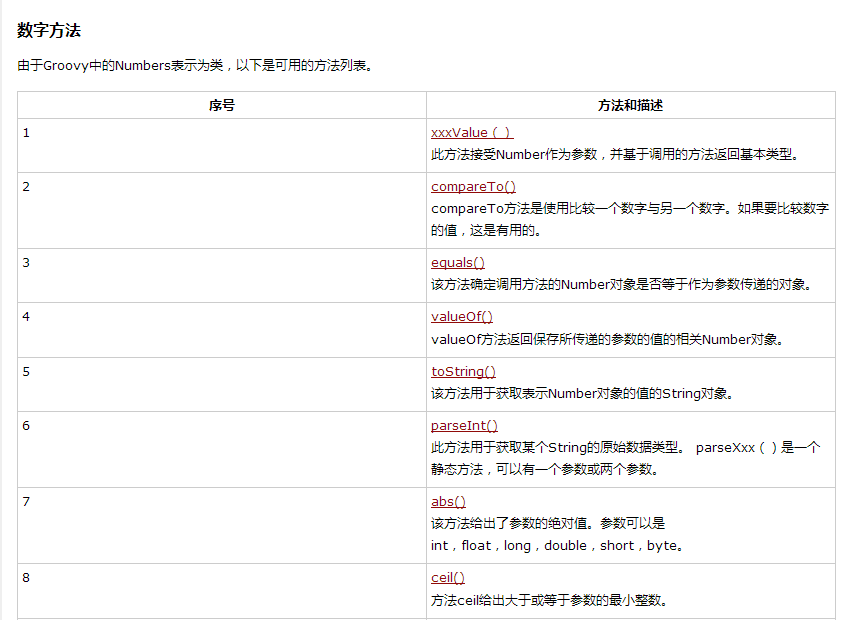 数字方法
由于Groovy中的Numbers表示为类，以下是可用的方法列表。
序号 方法和描述
1 xxxValue（）
此方法接受Number作为参数，并基于调用的方法返回基本类型。
2 compareTo()
compareTo方法是使用比较一个数字与另一个数字。如果要比较数字
的值，这是有用的。
3 equals()
该方法确定调用方法的Number对象是否等于作为参数传递的对象。
4 valueOf()
valueOf方法返回保存所传递的参数的值的相关Number对象。
5 toString()
该方法用于获取表示Number对象的值的String对象。
6 parseInt()
此方法用于获取某个String的原始数据类型。 parseXxx（）是一个
静态方法，可以有一个参数或两个参数。
7 abs()
该方法给出了参数的绝对值。参数可以是
int，float，long，double，short，byte。
8 ceil()
方法ceil给出大于或等于参数的最小整数。